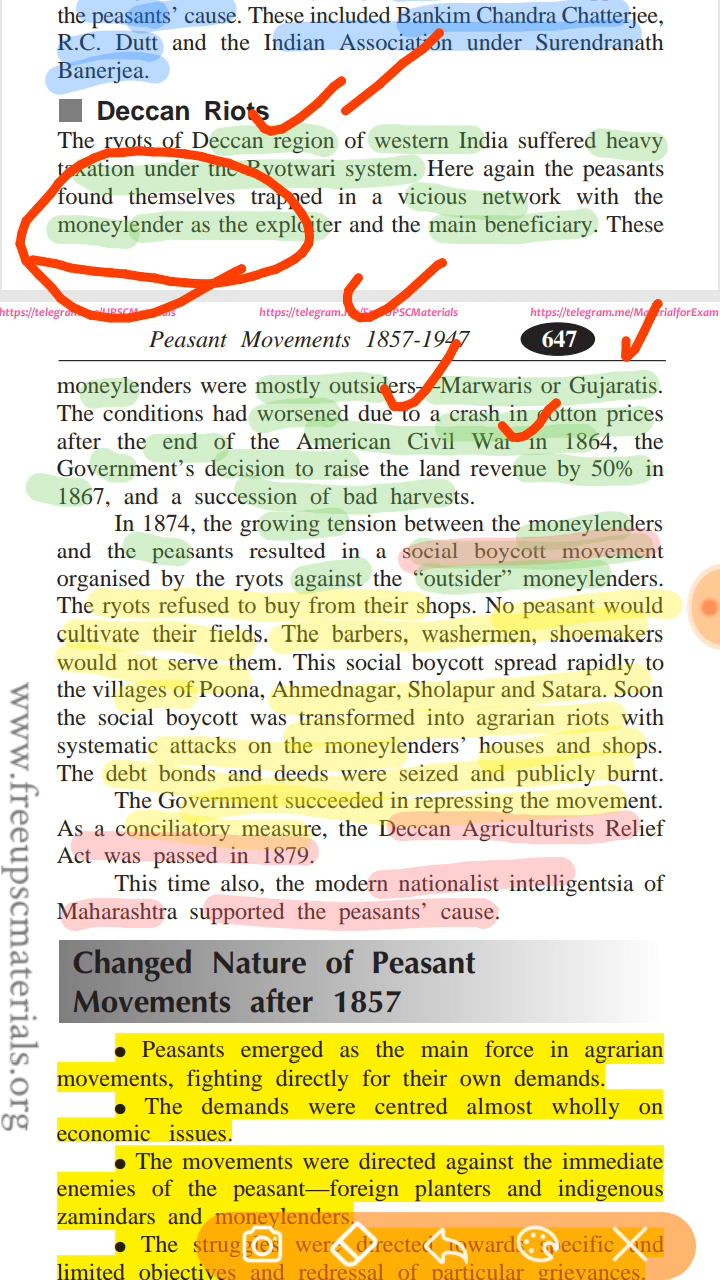 the peasants' cause. These included Bankim Chandra Chatterjee,
R.C. Dutt and the Indian Association under Surendranath
Banerjea.
Deccan Riots
The ryots of Deccan region of western India suffered heavy
taxation under the Ryotwari system. Here again the peasants
found themselves trapped in a vicious network with the
moneylender as the exploiter and the main beneficiary. These
https://telegram.me/UPSCMaterials https://telegram.me/FreeUPSCMaterials https://telegram.me/MaterialforExam
Peasant Movements 1857-1947 647
moneylenders were mostly outsiders—Marwaris or Gujaratis.
The conditions had worsened due to a crash in cotton prices
after the end of the American Civil War in 1864, the
Government's decision to raise the land revenue by 50% in
1867, and a succession of bad harvests.
In 1874, the growing tension between the moneylenders
and the peasants resulted in a social boycott movement
organised by the ryots against the “outsider” moneylenders.
The ryots refused to buy from their shops. No peasant would
cultivate their fields. The barbers, washermen, shoemakers
would not serve them. This social boycott spread rapidly to
the villages of Poona, Ahmednagar, Sholapur and Satara. Soon
the social boycott was transformed into agrarian riots with
systematic attacks on the moneylenders' houses and shops.
The debt bonds and deeds were seized and publicly burnt.
The Government succeeded in repressing the movement.
As a conciliatory measure, the Deccan Agriculturists Relief
Act was passed in 1879.
This time also, the modern nationalist intelligentsia of
Maharashtra supported the peasants' cause.
www.freeupscmaterials.org
Changed Nature of Peasant
Movements after 1857
● Peasants emerged as the main force in agrarian
movements, fighting directly for their own demands.
● The demands were centred almost wholly on
economic issues.
● The movements were directed against the immediate
enemies of the peasant—foreign planters and indigenous
zamindars and moneylenders.
● The struggles were directed towards specific and
limited objectives and redressal of particular grievances.